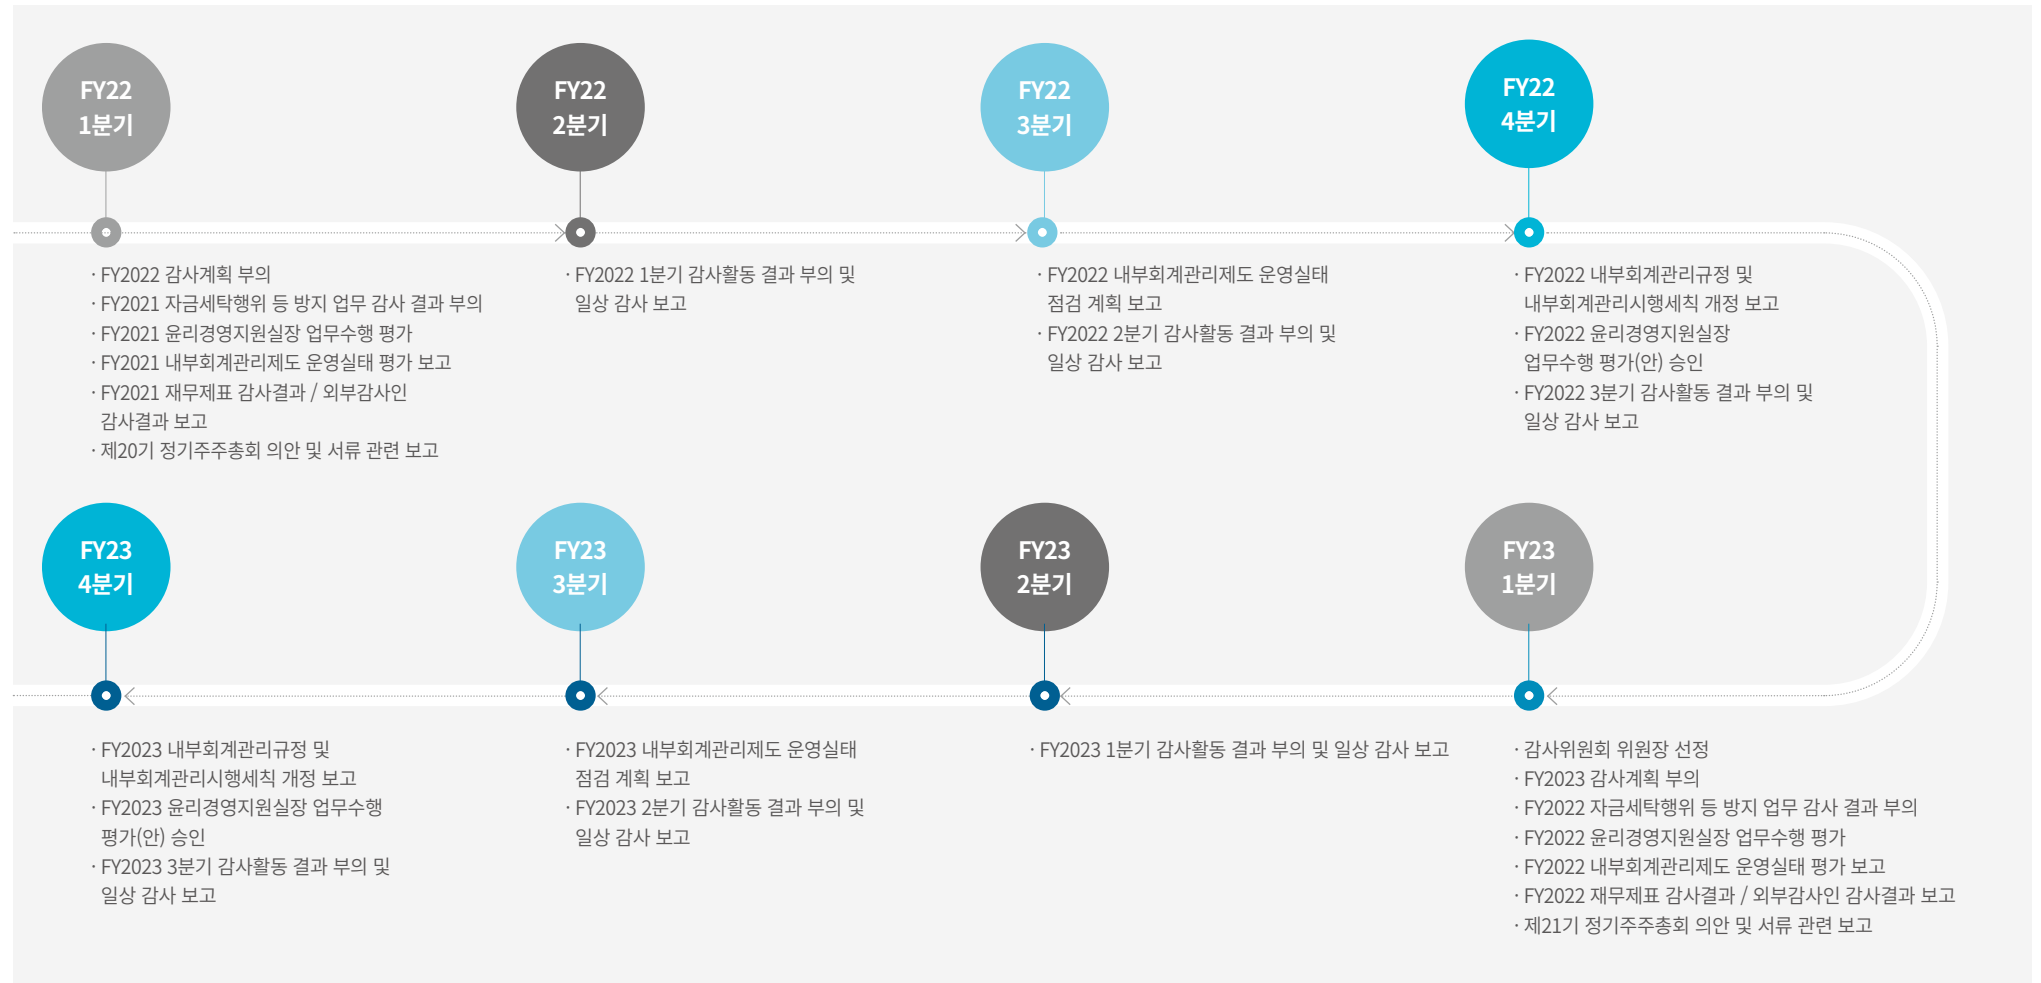 FY22
1분기
· FY2022 감사계획 부의
· FY2021 자금세탁행위 등 방지 업무 감사 결과 부의
· FY2021 윤리경영지원실장 업무수행 평가
· FY2021 내부회계관리제도 운영실태 평가 보고
· FY2021 재무제표 감사결과 / 외부감사인
감사결과 보고
· 제20기 정기주주총회 의안 및 서류 관련 보고
FY22
2분기
· FY2022 1분기 감사활동 결과 부의 및
일상 감사 보고
FY22
3분기
· FY2022 내부회계관리제도 운영실태
점검 계획 보고
· FY2022 2분기 감사활동 결과 부의 및
일상 감사 보고
FY22
4분기
· FY2022 내부회계관리규정 및
내부회계관리시행세칙 개정 보고
· FY2022 윤리경영지원실장
업무수행 평가(안) 승인
· FY2022 3분기 감사활동 결과 부의 및
일상 감사 보고
FY23
1분기
· 감사위원회 위원장 선정
· FY2023 감사계획 부의
· FY2022 자금세탁행위 등 방지 업무 감사 결과 부의
· FY2022 윤리경영지원실장 업무수행 평가
· FY2022 내부회계관리제도 운영실태 평가 보고
· FY2022 재무제표 감사결과 / 외부감사인 감사결과 보고
· 제21기 정기주주총회 의안 및 서류 관련 보고
FY23
2분기
· FY2023 1분기 감사활동 결과 부의 및 일상 감사 보고
FY23
3분기
· FY2023 내부회계관리제도 운영실태
점검 계획 보고
· FY2023 2분기 감사활동 결과 부의 및
일상 감사 보고
FY23
4분기
· FY2023 내부회계관리규정 및
내부회계관리시행세칙 개정 보고
· FY2023 윤리경영지원실장 업무수행
평가(안) 승인
· FY2023 3분기 감사활동 결과 부의 및
일상 감사 보고